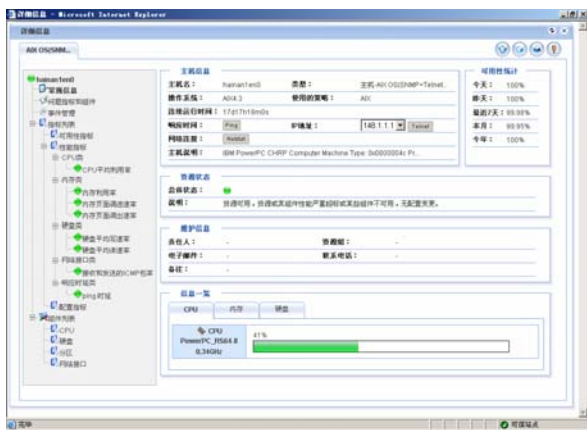 详细信息 - Microsoft Internet Explorer
详细信息
AIX OS(SNM...
hainan1en0
常规信息
问题指标和组件
事件管理
指标列表
可用性指标
性能指标
CPU类
CPU平均利用率
内存类
内存利用率
内存页面调进速率
内存页面调出速率
硬盘类
硬盘平均写速率
硬盘平均读速率
网络接口类
接收和发送的ICMP包率
响应时延类
ping时延
配置指标
组件列表
CPU
硬盘
分区
网络接口
主机信息
主机名： hainan1en0 类型： 主机-AIX OS(SNMP+Telnet.
操作系统： AIX4.3 使用的策略： AIX
连续运行时间： 17d17h18m0s
响应时间： Ping IP地址： 148.1.1.1 Telnet
网络连接： Netstat
主机说明： IBM PowerPC CHRP Computer Machine Type: 0x0800004c Pr..
可用性统计
今天： 100%
昨天： 100%
最近7天： 99.98%
本月： 99.95%
今年： 100%
资源状态
总体状态：
说明： 资源可用，资源或其组件性能严重超标或其些组件不可用，无配置变更。
维护信息
责任人： - 资源组： -
电子邮件： - 联系电话： -
备注： -
信息一览
CPU 内存 硬盘
CPU
PowerPC_RS64-II
0.34GHz
41%
完毕
可信站点